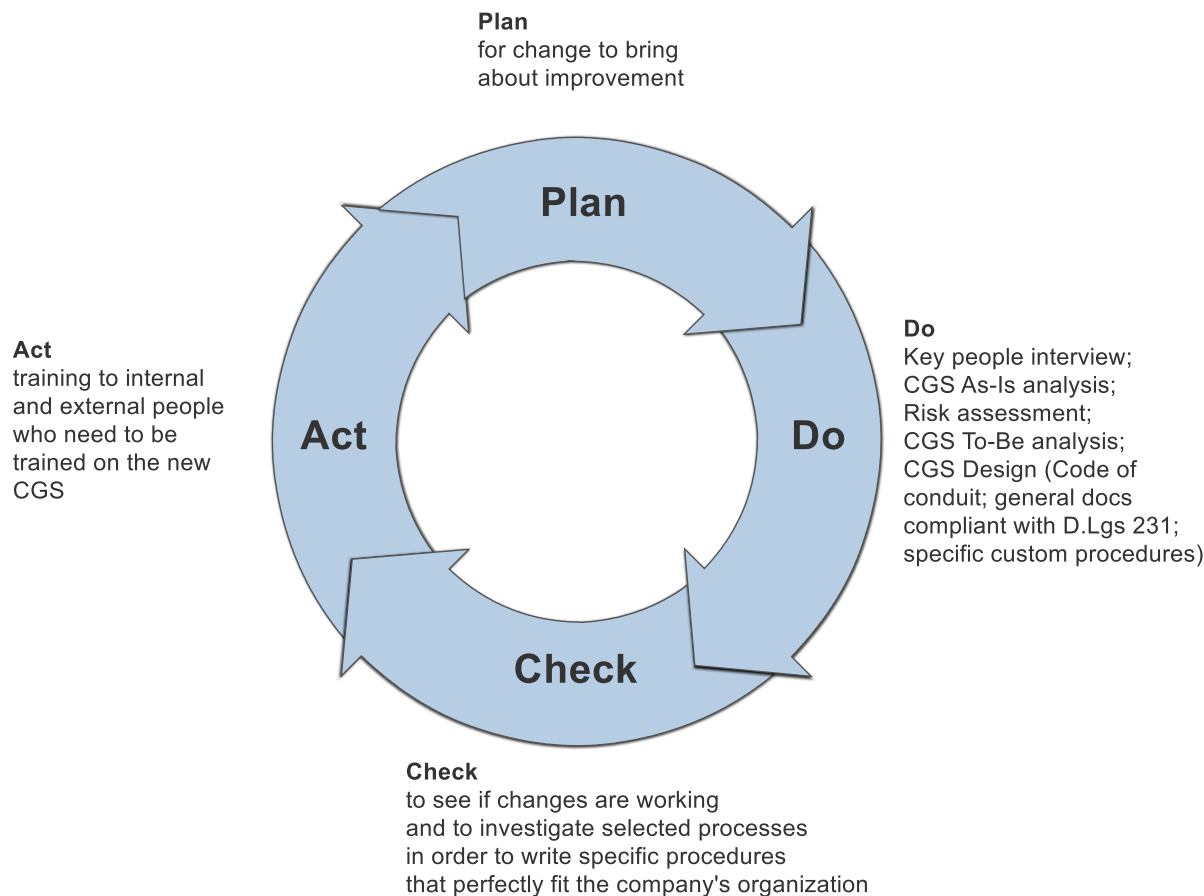 Plan
for change to bring
about improvement
Plan
Do
Key people interview;
CGS As-Is analysis;
Risk assessment;
CGS To-Be analysis;
CGS Design (Code of
conduit; general docs
compliant with D.Lgs 231;
specific custom procedures)
Do
Check
Check
to see if changes are working
and to investigate selected processes
in order to write specific procedures
that perfectly fit the company's organization
Act
training to internal
and external people
who need to be
trained on the new
CGS
Act